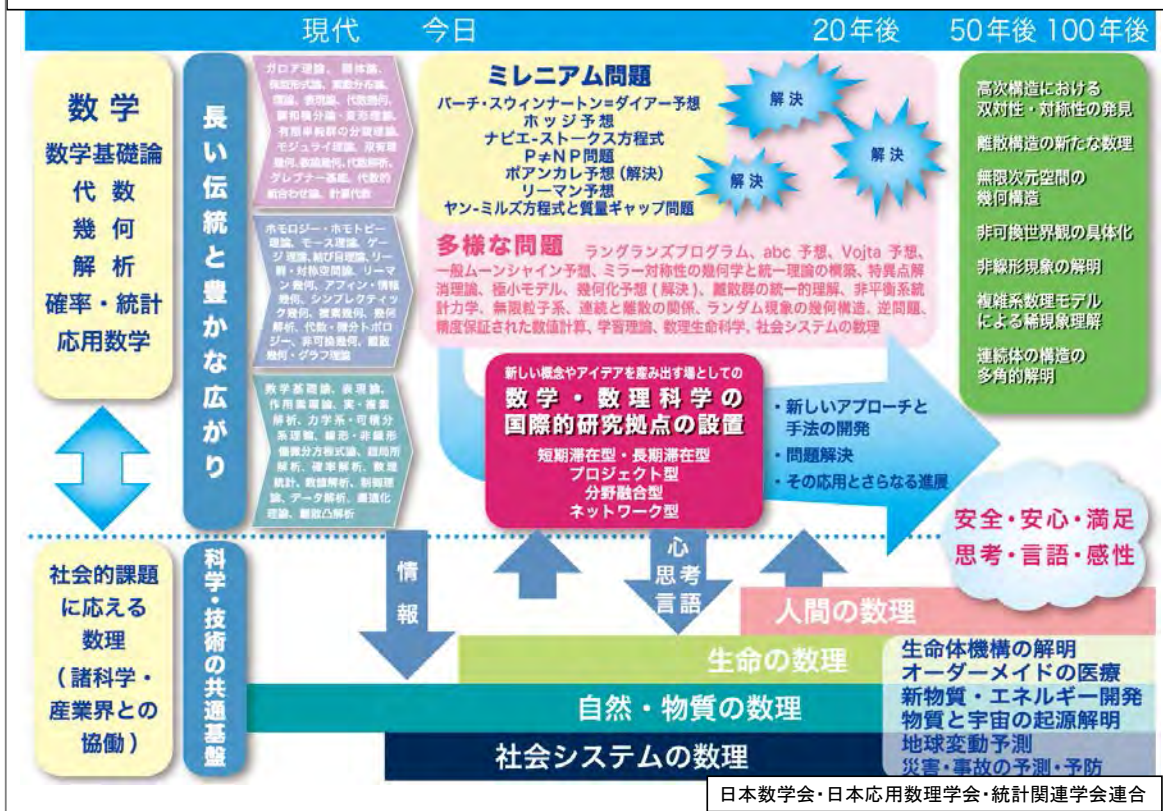 現代
今日
20年後
50年後
100年後
数学
数学基礎論
代数
幾何
解析
確率・統計
応用数学
長い伝統と豊かな広がり
ガロア理論、類体論、
保型形式論、素数分布論、
環論、表現論、代数幾何、
調和積分論・変形理論、
有限単純群の分類理論、
モジュライ理論、双有理
幾何、数論幾何、代数解析、
グレブナー基底、代数的
組合わせ論、計算代数
ホモロジー・ホモトピー
理論、モース理論、ゲー
ジ理論、結び目理論、リー
群・対称空間論、リーマ
ン幾何、アフィン・情報
幾何、シンプレクティッ
ク幾何、複素幾何、幾何
解析、代数・微分トポロ
ジー、非可換幾何、離散
幾何・グラフ理論
数学基礎論、表現論、
作用素環論、実・複素
解析、力学系・可積分
系理論、線形・非線形
偏微分方程式論、超局所
解析、確率解析、数理
統計、数値解析、制御理
論、データ解析、最適化
理論、離散凸解析
ミレニアム問題
バーチ・スウィンナートン=ダイアー予想
ホッジ予想
ナビエ-ストークス方程式
P≠NP問題
ポアンカレ予想(解決)
リーマン予想
ヤン-ミルズ方程式と質量ギャップ問題
解決
解決
解決
多様な問題 ラングランズプログラム、abc 予想、Vojta 予想、
一般ムーンシャイン予想、ミラー対称性の幾何学と統一理論の構築、特異点解
消理論、極小モデル、幾何化予想(解決)、離散群の統一的理解、非平衡系統
計力学、無限粒子系、連続と離散の関係、ランダム現象の幾何構造、逆問題、
精度保証された数値計算、学習理論、数理生命科学、社会システムの数理
新しい概念やアイデアを産み出す場としての
数学・数理科学の
国際的研究拠点の設置
短期滞在型・長期滞在型
プロジェクト型
分野融合型
ネットワーク型
・新しいアプローチと
手法の開発
・問題解決
・その応用とさらなる進展
高次構造における
双対性・対称性の発見
離散構造の新たな数理
無限次元空間の
幾何構造
非可換世界観の具体化
非線形現象の解明
複雑系数理モデル
による稀現象理解
連続体の構造の
多角的解明
安全・安心・満足
思考・言語・感性
社会的課題
に応える
数理
(諸科学・
産業界との
協働)
科学・技術の共通基盤
情報
心
思考
言語
人間の数理
生命の数理
自然・物質の数理
社会システムの数理
生命体機構の解明
オーダーメイドの医療
新物質・エネルギー開発
物質と宇宙の起源解明
地球変動予測
災害・事故の予測・予防
日本数学会・日本応用数理学会・統計関連学会連合